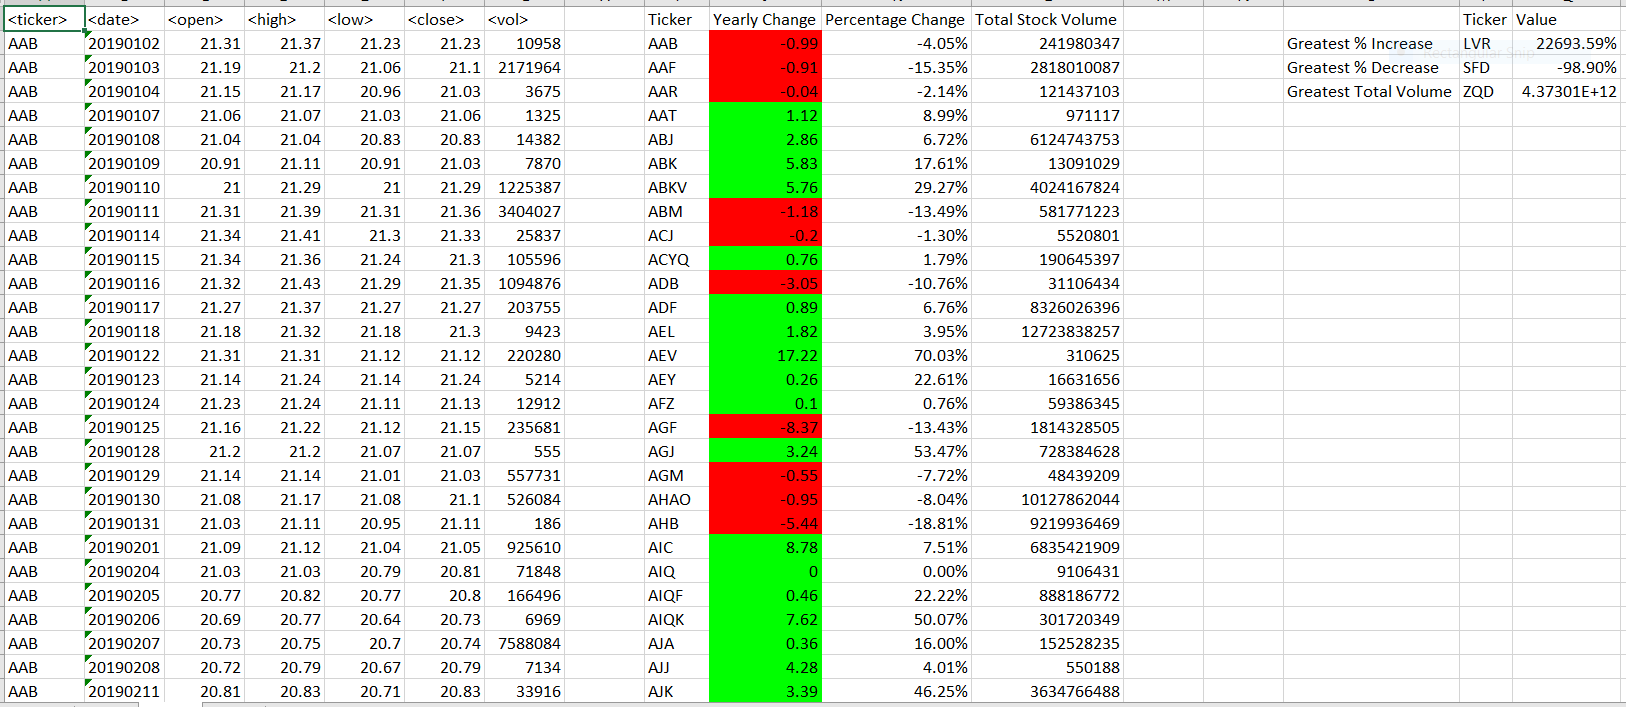 <ticker> <date> <open> <high> <low> <close> <vol> Ticker Yearly Change Percentage Change Total Stock Volume Ticker Value
AAB 20190102 21.31 21.37 21.23 21.23 10958 AAB -0.99 -4.05% 241980347 Greatest % Increase LVR 22693.59%
AAB 20190103 21.19 21.2 21.06 21.1 2171964 AAF -0.91 -15.35% 2818010087 Greatest % Decrease SFD -98.90%
AAB 20190104 21.15 21.17 20.96 21.03 3675 AAR -0.04 -2.14% 121437103 Greatest Total Volume ZQD 4.37301E+12
AAB 20190107 21.06 21.07 21.03 21.06 1325 AAT 1.12 8.99% 971117
AAB 20190108 21.04 21.04 20.83 20.83 14382 ABJ 2.86 6.72% 6124743753
AAB 20190109 20.91 21.11 20.91 21.03 7870 ABK 5.83 17.61% 13091029
AAB 20190110 21 21.29 21 21.29 1225387 ABKV 5.76 29.27% 4024167824
AAB 20190111 21.31 21.39 21.31 21.36 3404027 ABM -1.18 -13.49% 581771223
AAB 20190114 21.34 21.41 21.3 21.33 25837 ACJ -0.2 -1.30% 5520801
AAB 20190115 21.34 21.36 21.24 21.3 105596 ACYQ 0.76 1.79% 190645397
AAB 20190116 21.32 21.43 21.29 21.35 1094876 ADB -3.05 -10.76% 31106434
AAB 20190117 21.27 21.37 21.27 21.27 203755 ADF 0.89 6.76% 8326026396
AAB 20190118 21.18 21.32 21.18 21.3 9423 AEL 1.82 3.95% 12723838257
AAB 20190122 21.31 21.31 21.12 21.12 220280 AEV 17.22 70.03% 310625
AAB 20190123 21.14 21.24 21.14 21.24 5214 AEY 0.26 22.61% 16631656
AAB 20190124 21.23 21.24 21.11 21.13 12912 AFZ 0.1 0.76% 59386345
AAB 20190125 21.16 21.22 21.12 21.15 235681 AGF -8.37 -13.43% 1814328505
AAB 20190128 21.2 21.2 21.07 21.07 555 AGJ 3.24 53.47% 728384628
AAB 20190129 21.14 21.14 21.01 21.03 557731 AGM -0.55 -7.72% 48439209
AAB 20190130 21.08 21.17 21.08 21.1 526084 AHAO -0.95 -8.04% 10127862044
AAB 20190131 21.03 21.11 20.95 21.11 186 AHB -5.44 -18.81% 9219936469
AAB 20190201 21.09 21.12 21.04 21.05 925610 AIC 8.78 7.51% 6835421909
AAB 20190204 21.03 21.03 20.79 20.81 71848 AIQ 0 0.00% 9106431
AAB 20190205 20.77 20.82 20.77 20.8 166496 AIQF 0.46 22.22% 888186772
AAB 20190206 20.69 20.77 20.64 20.73 6969 AIQK 7.62 50.07% 301720349
AAB 20190207 20.73 20.75 20.7 20.74 7588084 AJA 0.36 16.00% 152528235
AAB 20190208 20.72 20.79 20.67 20.79 7134 AJJ 4.28 4.01% 550188
AAB 20190211 20.81 20.83 20.71 20.83 33916 AJK 3.39 46.25% 3634766488